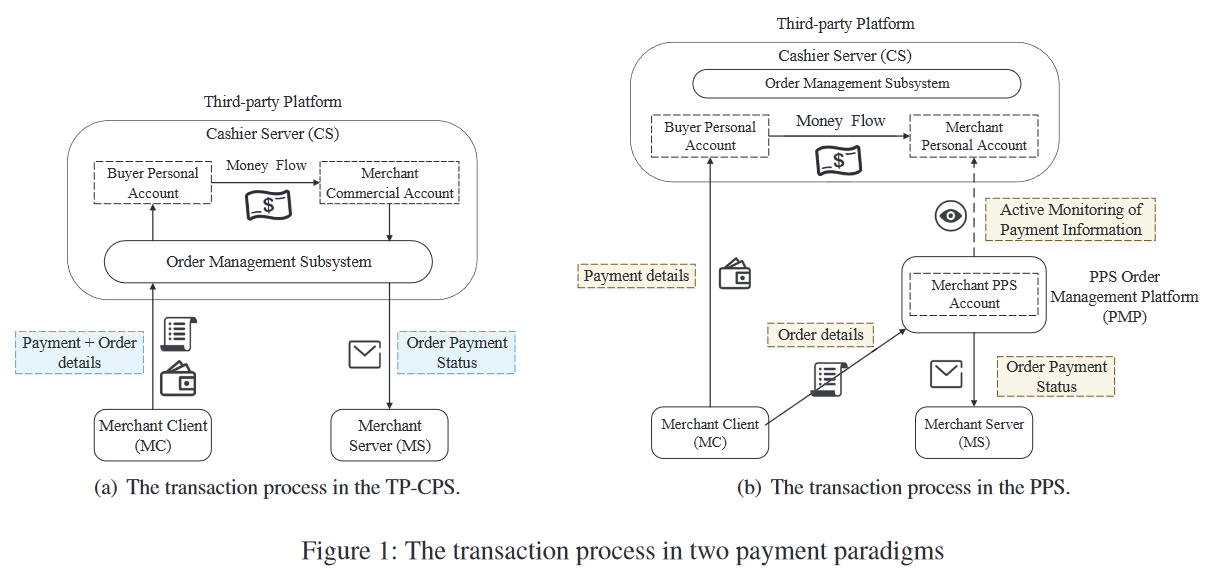 Third-party Platform
Cashier Server (CS)
Buyer Personal
Account
Money Flow
$
Merchant
Commercial Account
Order Management Subsystem
Payment + Order
details
Order Payment
Status
Merchant Client
(MC)
Merchant
Server (MS)
(a) The transaction process in the TP-CPS.
Third-party Platform
Cashier Server (CS)
Order Management Subsystem
Buyer Personal
Account
Money Flow
$
Merchant
Personal Account
Active Monitoring of
Payment Information
Payment details
Merchant PPS
Account
PPS Order
Management Platform
(PMP)
Order details
Order Payment
Status
Merchant Client
(MC)
Merchant Server
(MS)
(b) The transaction process in the PPS.
Figure 1: The transaction process in two payment paradigms